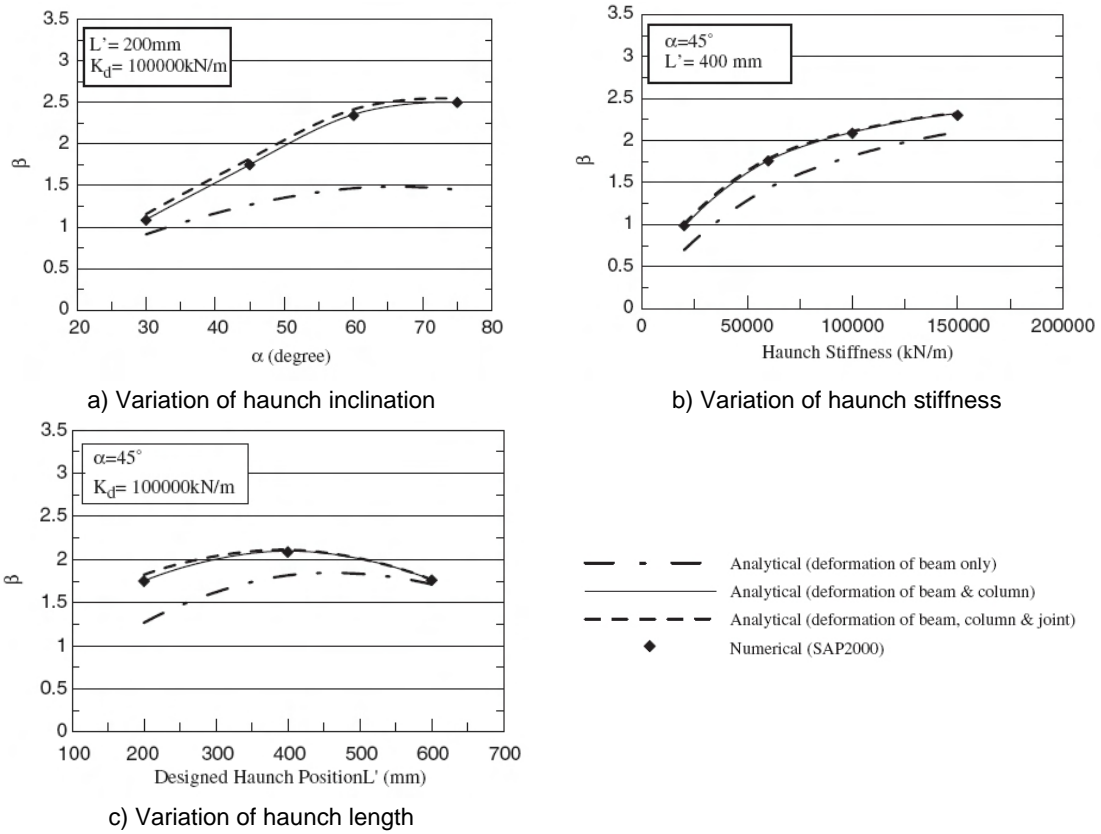 3.5
3
2.5
2
1.5
1
0.5
0
β
L'= 200mm
Kd= 100000kN/m
20 30 40 50 60 70 80
α (degree)
a) Variation of haunch inclination
3.5
3
2.5
2
1.5
1
0.5
0
β
α=45°
L'= 400 mm
0 50000 100000 150000 200000
Haunch Stiffness (kN/m)
b) Variation of haunch stiffness
3.5
3
2.5
2
1.5
1
0.5
0
β
α=45°
Kd= 100000kN/m
100 200 300 400 500 600 700
Designed Haunch PositionL' (mm)
c) Variation of haunch length
Analytical (deformation of beam only)
Analytical (deformation of beam & column)
Analytical (deformation of beam, column & joint)
Numerical (SAP2000)